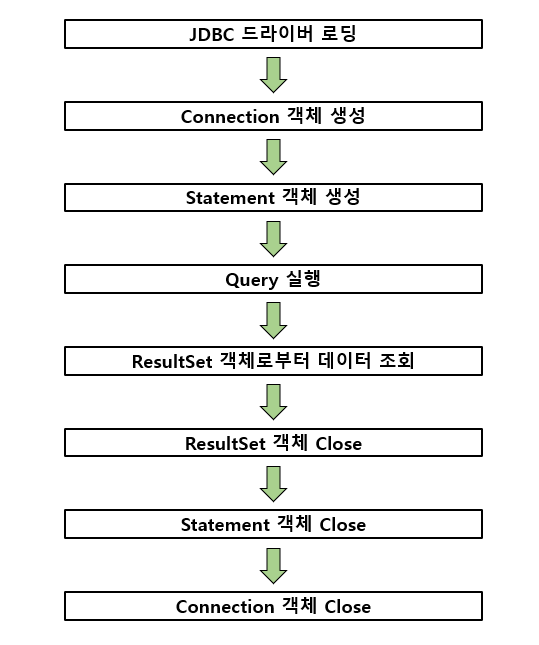 JDBC 드라이버 로딩
Connection 객체 생성
Statement 객체 생성
Query 실행
ResultSet 객체로부터 데이터 조회
ResultSet 객체 Close
Statement 객체 Close
Connection 객체 Close